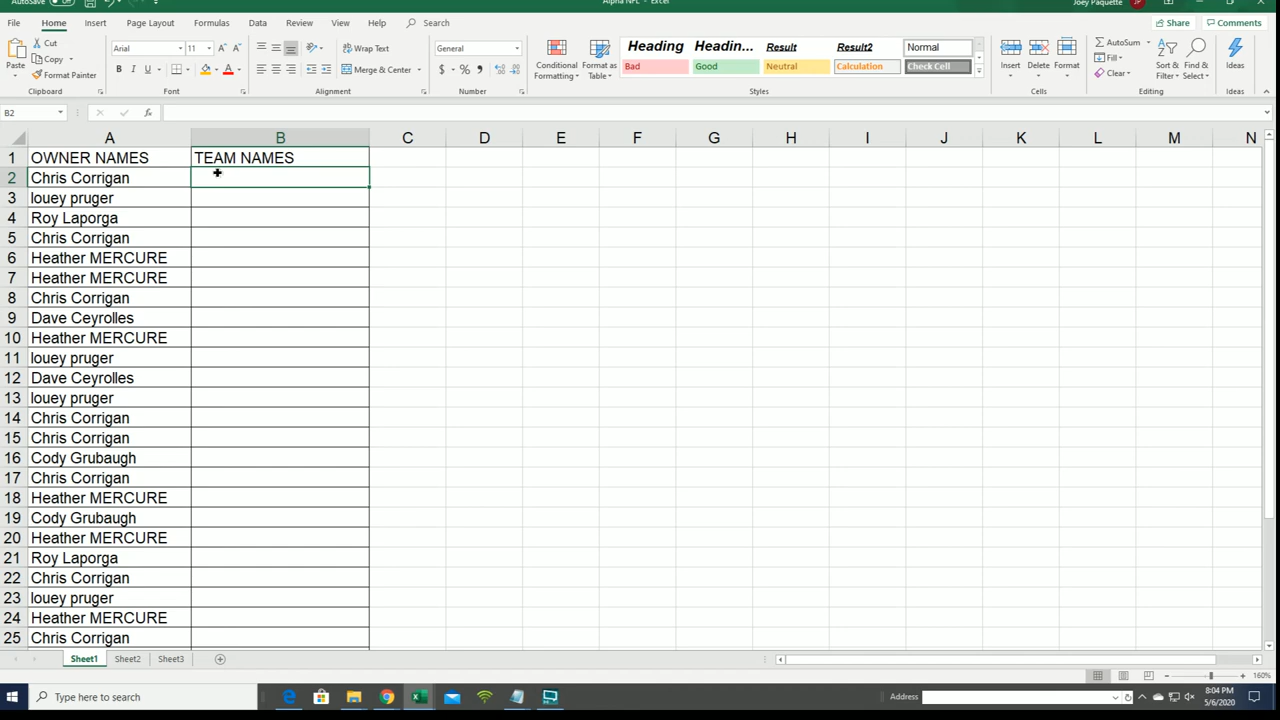 AutoSave Off
Alpha NFL - Excel
Joey Paquette
JP
File Home Insert Page Layout Formulas Data Review View Help Search Share Comments
Paste Cut Copy Format Painter
Arial 11
B I U
Wrap Text
Merge & Center
General
$ % 9
Conditional Formatting
Format as Table
Heading Headin... Result Result2 Normal
Bad Good Neutral Calculation Check Cell
Insert Delete Format
AutoSum Fill Clear
Sort & Filter Find & Select
Ideas
Clipboard Font Alignment Number Styles Cells Editing Ideas
B2 fx
A B C D E F G H I J K L M N
1 OWNER NAMES TEAM NAMES
2 Chris Corrigan
3 louey pruger
4 Roy Laporga
5 Chris Corrigan
6 Heather MERCURE
7 Heather MERCURE
8 Chris Corrigan
9 Dave Ceyrolles
10 Heather MERCURE
11 louey pruger
12 Dave Ceyrolles
13 louey pruger
14 Chris Corrigan
15 Chris Corrigan
16 Cody Grubaugh
17 Chris Corrigan
18 Heather MERCURE
19 Cody Grubaugh
20 Heather MERCURE
21 Roy Laporga
22 Chris Corrigan
23 louey pruger
24 Heather MERCURE
25 Chris Corrigan
Sheet1 Sheet2 Sheet3
160%
Type here to search
Address
8:04 PM
5/6/2020